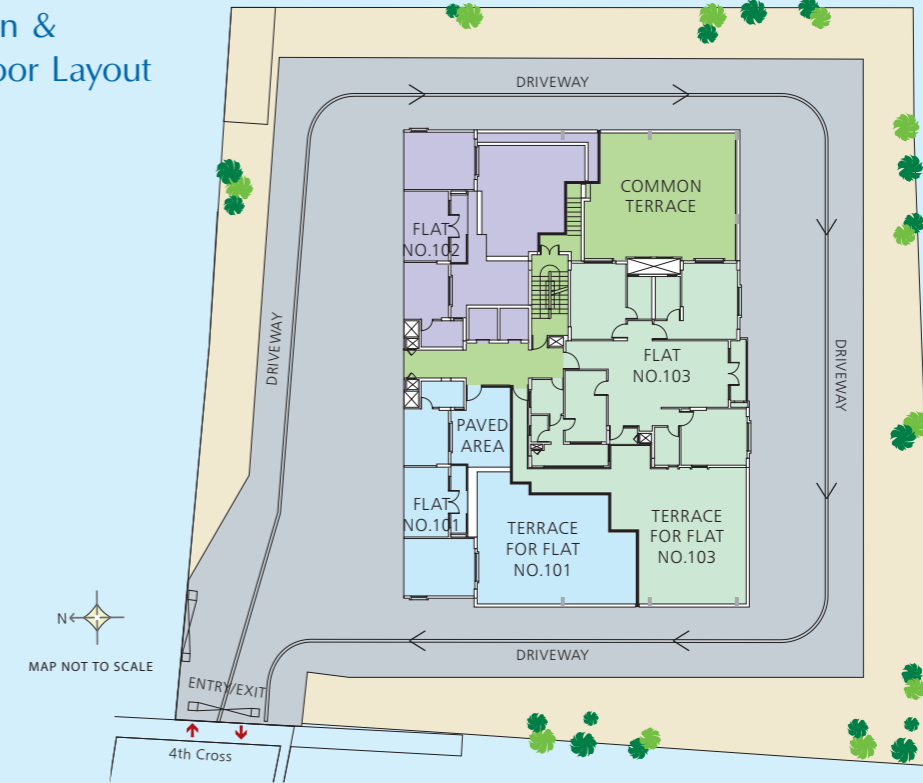 n &
oor Layout
DRIVEWAY
COMMON
TERRACE
FLAT
NO.102
DRIVEWAY
FLAT
NO.103
DRIVEWAY
PAVED
AREA
FLAT
NO.101
TERRACE
FOR FLAT
NO.101
TERRACE
FOR FLAT
NO.103
N
MAP NOT TO SCALE
DRIVEWAY
ENTRY/EXIT
4th Cross